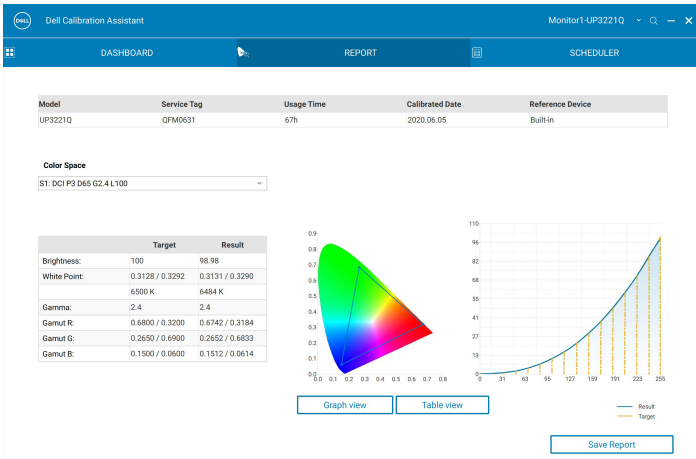 DELL Dell Calibration Assistant Monitor1-UP3221Q
DASHBOARD REPORT SCHEDULER
Model Service Tag Usage Time Calibrated Date Reference Device
UP3221Q QFM0631 67h 2020.06.05 Built-in
Color Space
S1: DCI P3 D65 G2.4 L100
Target Result
Brightness: 100 98.98
White Point: 0.3128 / 0.3292 0.3131 / 0.3290
6500 K 6484 K
Gamma: 2.4 2.4
Gamut R: 0.6800 / 0.3200 0.6742 / 0.3184
Gamut G: 0.2650 / 0.6900 0.2652 / 0.6833
Gamut B: 0.1500 / 0.0600 0.1512 / 0.0614
0.9
0.8
0.7
0.6
0.5
0.4
0.3
0.2
0.1
0.0
0.0 0.1 0.2 0.3 0.4 0.5 0.6 0.7 0.8
110
96
82
68
55
41
27
13
0
0 31 63 95 127 159 191 223 255
Graph view Table view
Result
Target
Save Report